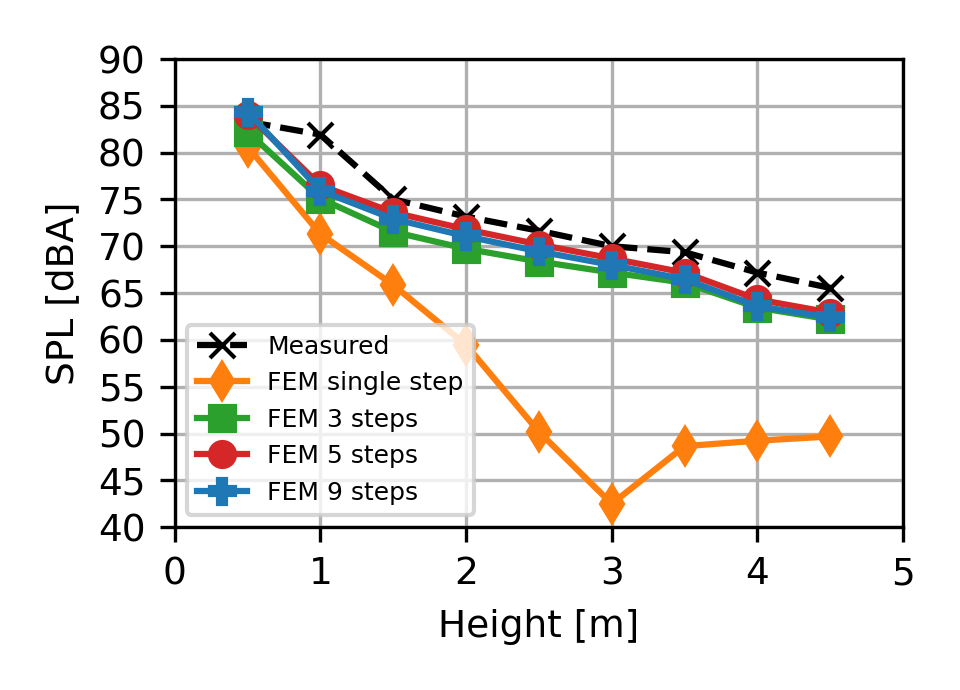 90
85
80
75
70
65
60
55
50
45
40
SPL [dBA]
Measured
FEM single step
FEM 3 steps
FEM 5 steps
FEM 9 steps
0 1 2 3 4 5
Height [m]